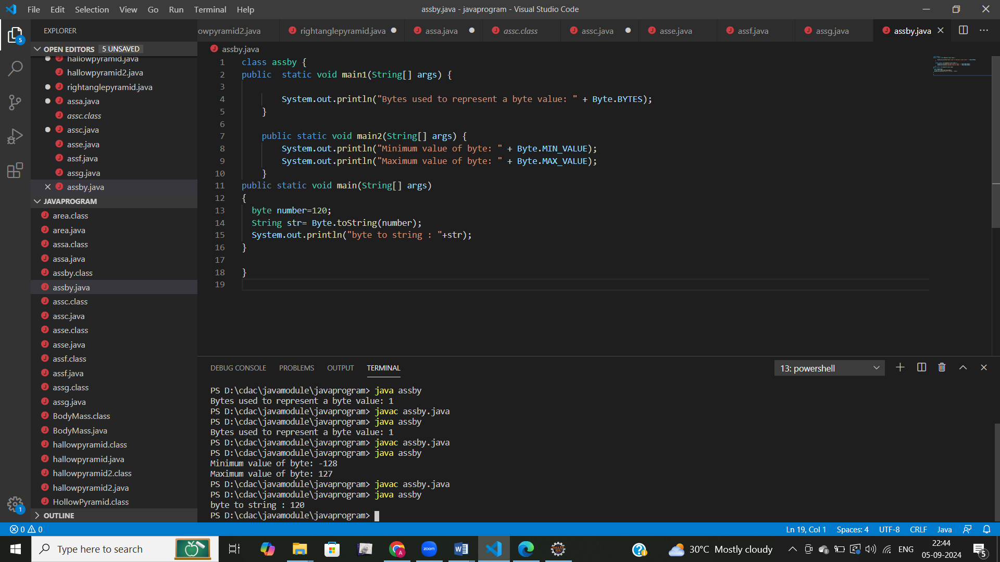 File Edit Selection View Go Run Terminal Help
assby.java - javaprogram - Visual Studio Code
EXPLORER
owpyramid2.java
rightanglepyramid.java
assa.java
assc.class
assc.java
asse.java
assf.java
assg.java
assby.java
OPEN EDITORS 5 UNSAVED
hallowpyramid.java
hallowpyramid2.java
rightanglepyramid.java
assa.java
assc.class
assc.java
asse.java
assf.java
assg.java
assby.java
JAVAPROGRAM
area.class
area.java
assa.class
assa.java
assby.class
assby.java
assc.class
assc.java
asse.class
asse.java
assf.class
assf.java
assg.class
assg.java
BodyMass.class
BodyMass.java
hallowpyramid.class
hallowpyramid.java
hallowpyramid2.class
hallowpyramid2.java
HollowPyramid.class
OUTLINE
5
1
assby.java
1 class assby {
2 public  static void main1(String[] args) {
3
4         System.out.println("Bytes used to represent a byte value: " + Byte.BYTES);
5     }
6
7     public static void main2(String[] args) {
8         System.out.println("Minimum value of byte: " + Byte.MIN_VALUE);
9         System.out.println("Maximum value of byte: " + Byte.MAX_VALUE);
10     }
11 public static void main(String[] args)
12 {
13   byte number=120;
14   String str= Byte.toString(number);
15   System.out.println("byte to string : "+str);
16 }
17
18 }
19
DEBUG CONSOLE PROBLEMS OUTPUT TERMINAL
13: powershell
PS D:\cdac\javamodule\javaprogram> java assby
Bytes used to represent a byte value: 1
PS D:\cdac\javamodule\javaprogram> javac assby.java
PS D:\cdac\javamodule\javaprogram> java assby
Bytes used to represent a byte value: 1
PS D:\cdac\javamodule\javaprogram> javac assby.java
PS D:\cdac\javamodule\javaprogram> java assby
Minimum value of byte: -128
Maximum value of byte: 127
PS D:\cdac\javamodule\javaprogram> javac assby.java
PS D:\cdac\javamodule\javaprogram> java assby
byte to string : 120
PS D:\cdac\javamodule\javaprogram>
0 0
Ln 19, Col 1 Spaces: 4 UTF-8 CRLF Java
Type here to search
zoom
30°C Mostly cloudy
ENG
22:44
05-09-2024
5